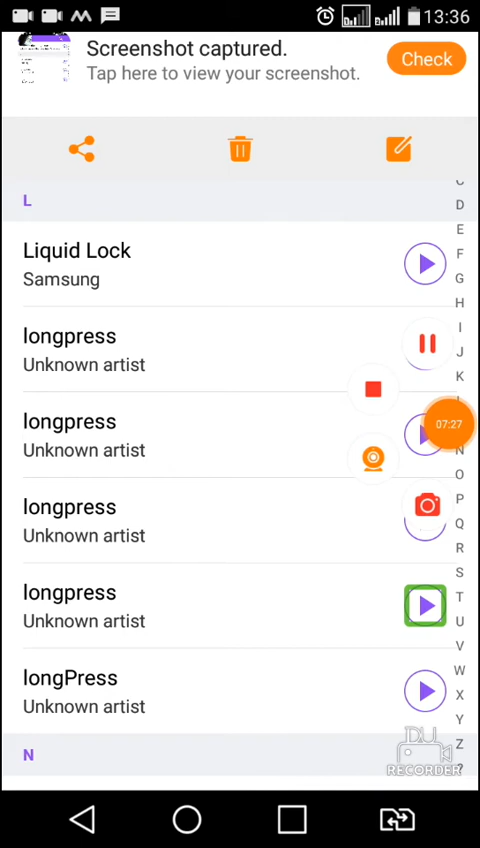 13:36
Screenshot captured.
Tap here to view your screenshot.
Check
L
Liquid Lock
Samsung
longpress
Unknown artist
longpress
Unknown artist
longpress
Unknown artist
longpress
Unknown artist
longPress
Unknown artist
N
D
E
F
G
H
I
J
K
07:27
N
O
P
Q
R
S
T
U
V
W
X
Y
Z
?
DU
RECORDER